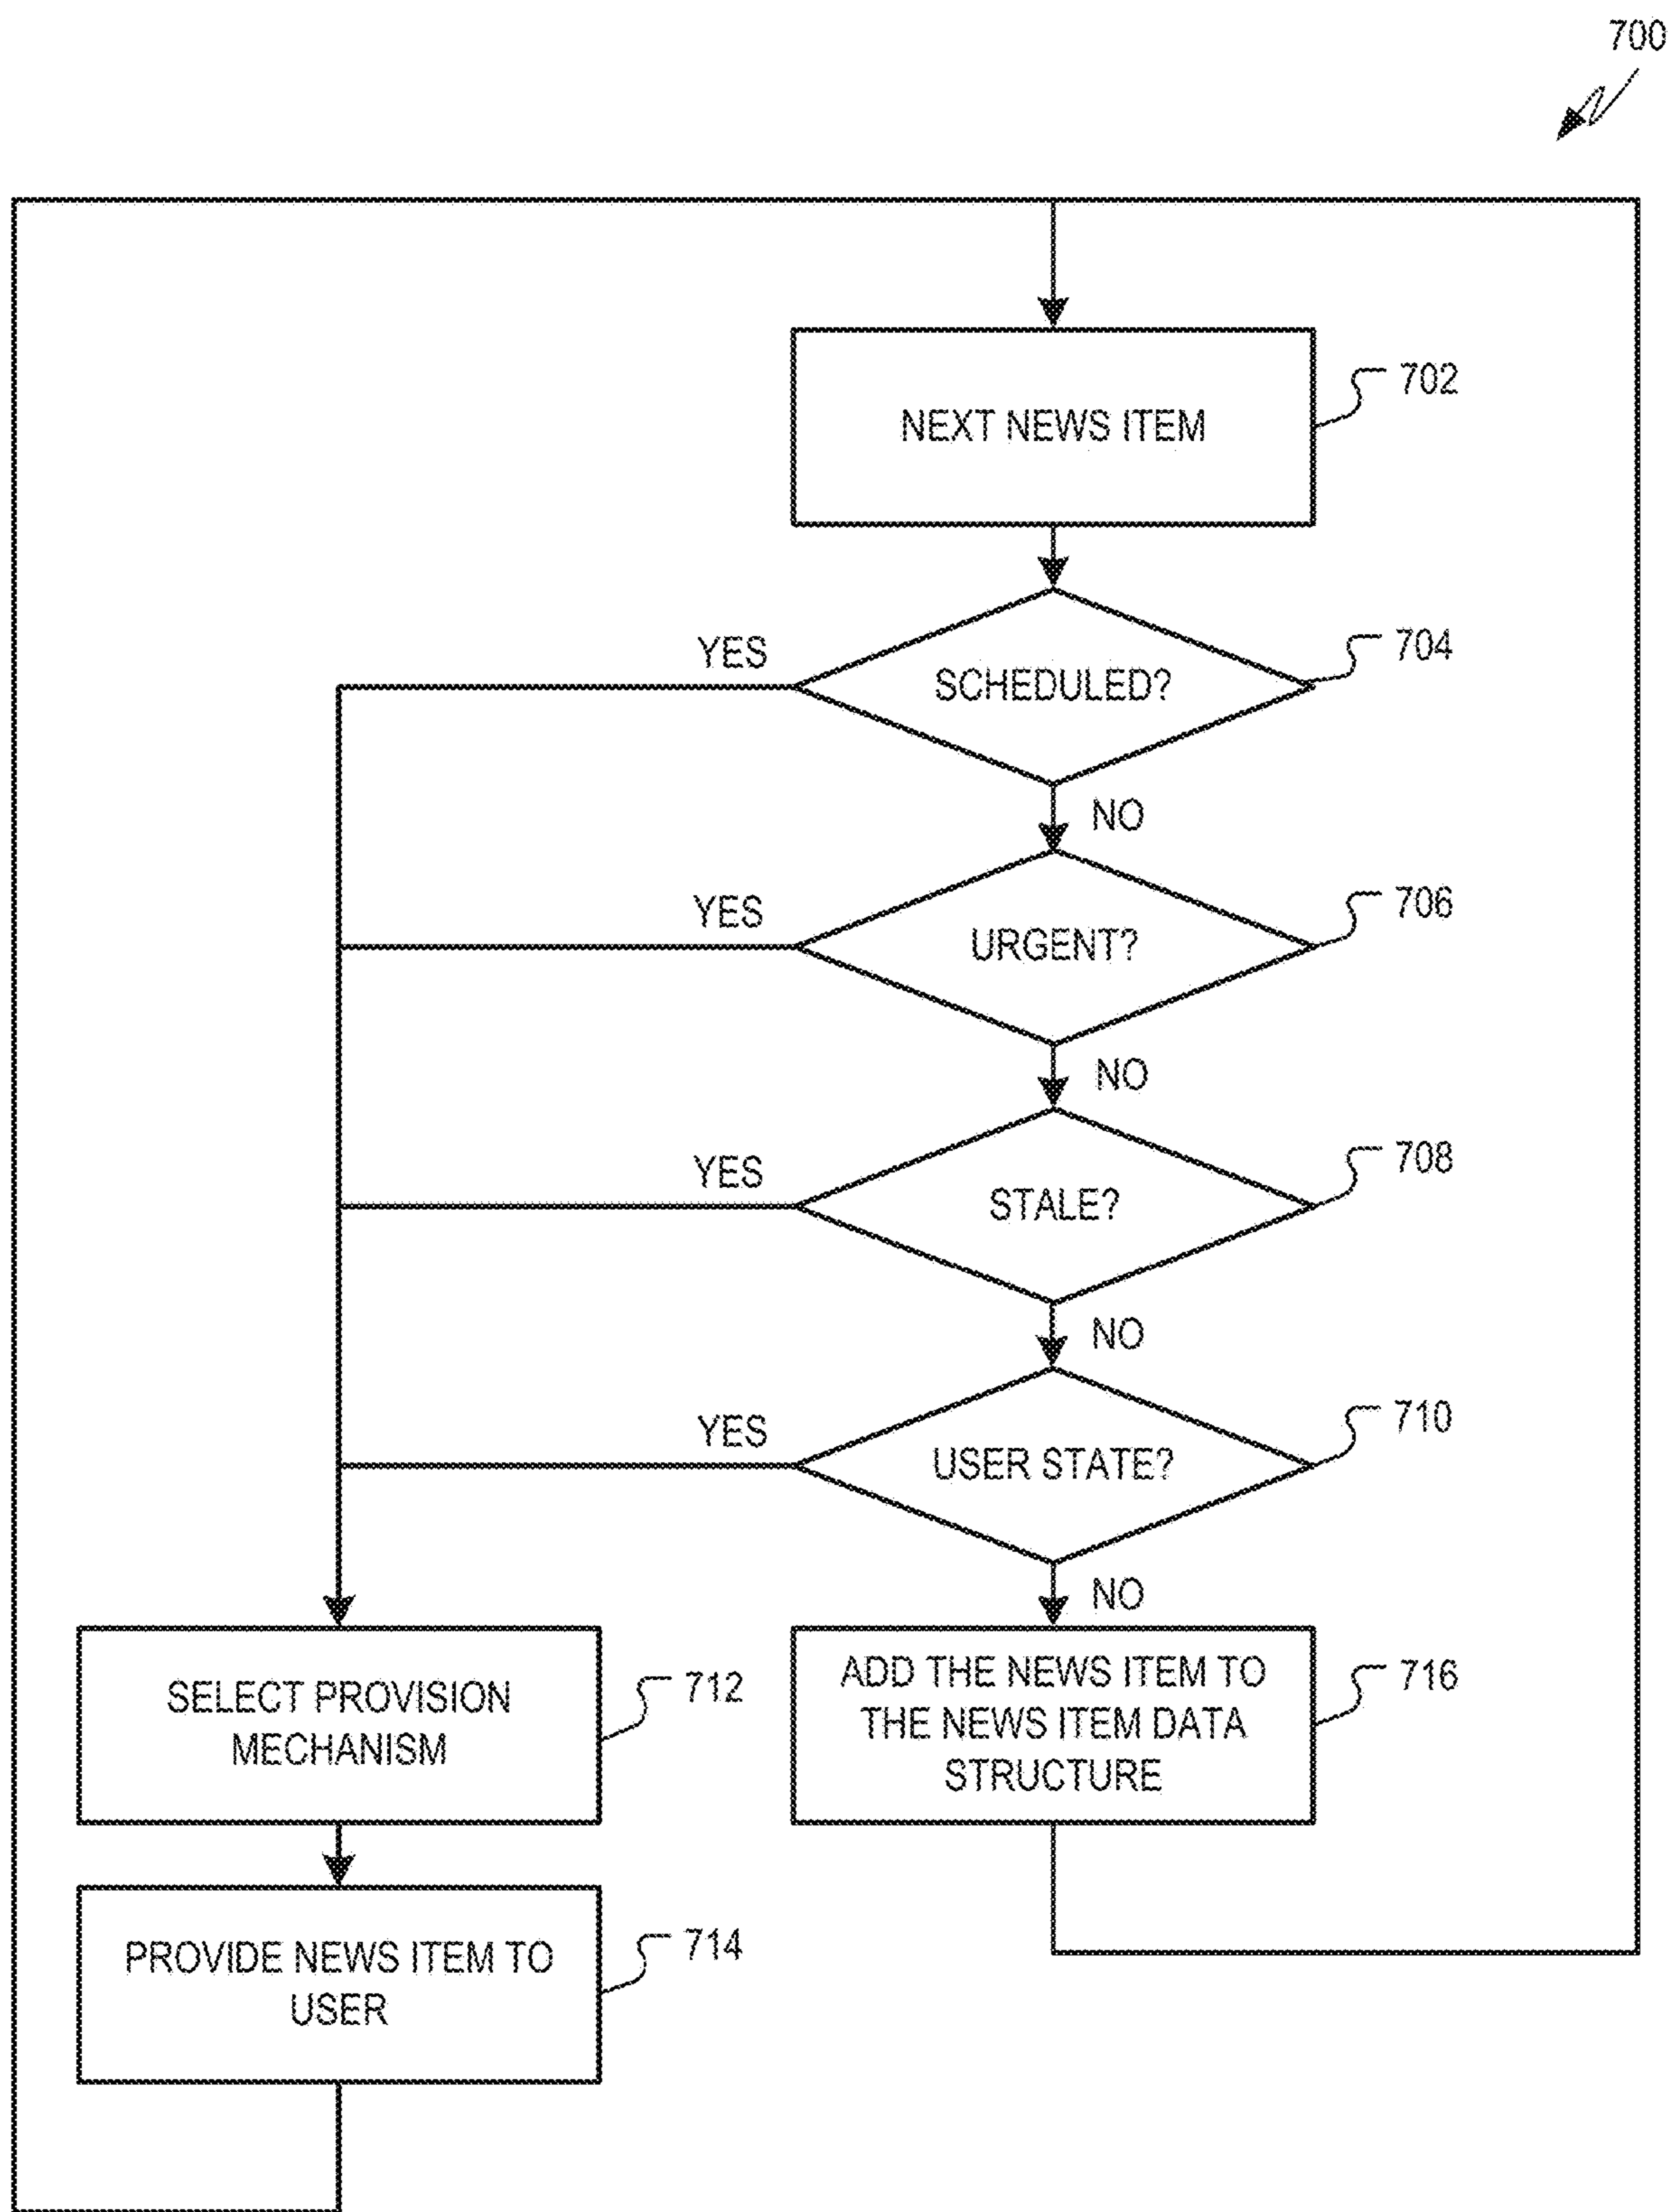 700
NEXT NEWS ITEM
702
SCHEDULED?
704
YES
NO
URGENT?
706
YES
NO
STALE?
708
YES
NO
USER STATE?
710
YES
NO
SELECT PROVISION
MECHANISM
712
ADD THE NEWS ITEM TO
THE NEWS ITEM DATA
STRUCTURE
716
PROVIDE NEWS ITEM TO
USER
714